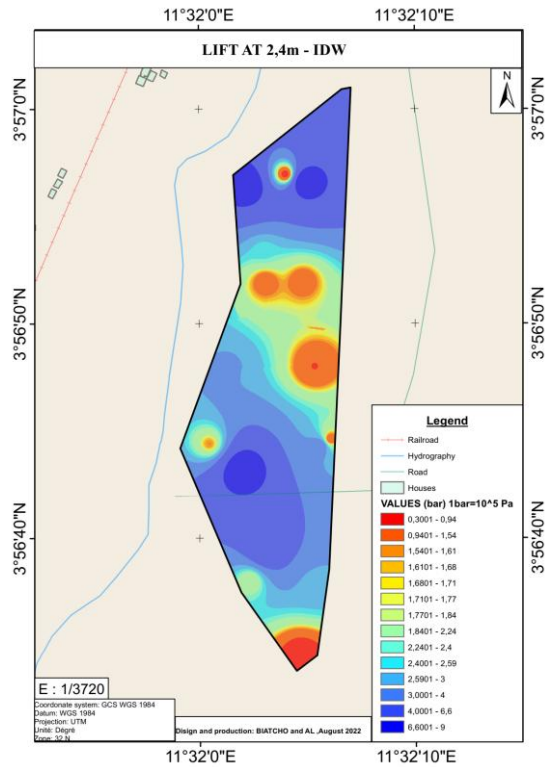 11°32'0"E 11°32'10"E
LIFT AT 2,4m - IDW
N
3°57'0"N 3°57'0"N
3°56'50"N 3°56'50"N
3°56'40"N 3°56'40"N
Legend
Railroad
Hydrography
Road
Houses
VALUES (bar) 1bar=10^5 Pa
0,3001 - 0,94
0,9401 - 1,54
1,5401 - 1,61
1,6101 - 1,68
1,6801 - 1,71
1,7101 - 1,77
1,7701 - 1,84
1,8401 - 2,24
2,2401 - 2,4
2,4001 - 2,59
2,5901 - 3
3,0001 - 4
4,0001 - 6,6
6,6001 - 9
E : 1/3720
Coordonate system: GCS WGS 1984
Datum: WGS 1984
Projection: UTM
Unité: Dégré
Zone: 32 N
Disign and production: BIATCHO and AL ,August 2022
11°32'0"E 11°32'10"E